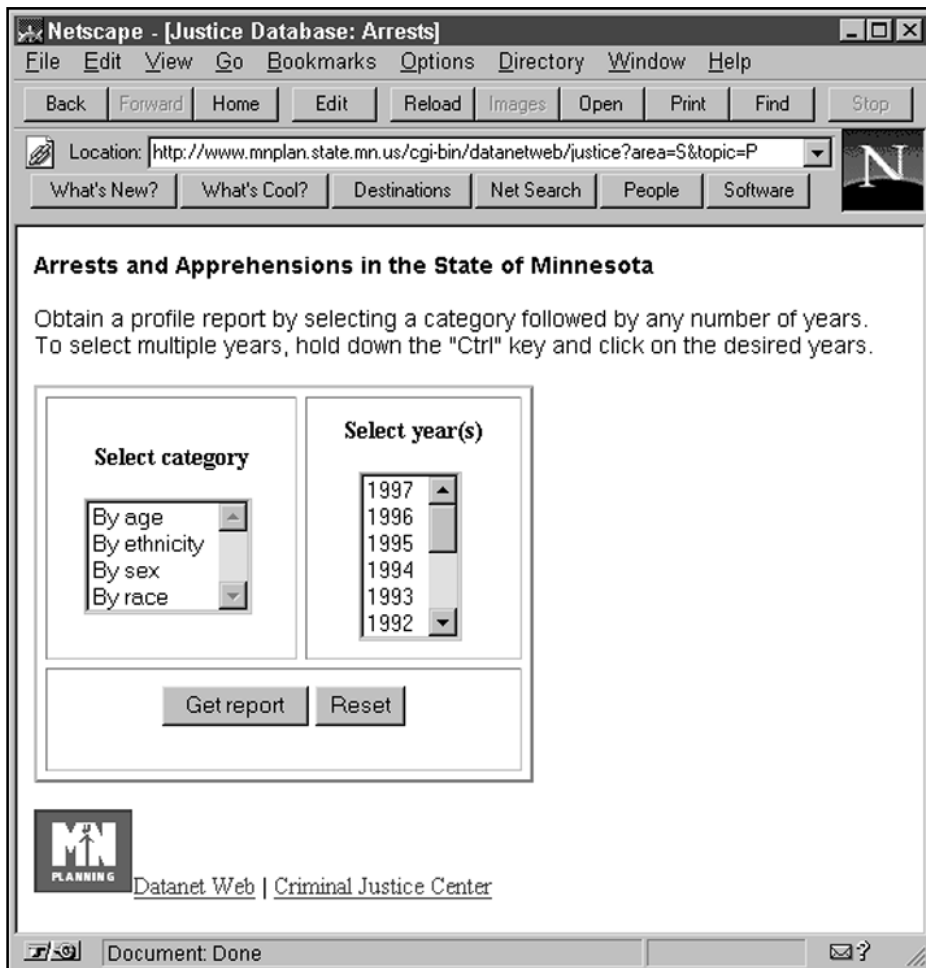 Netscape - [Justice Database: Arrests]
File Edit View Go Bookmarks Options Directory Window Help
Back Forward Home Edit Reload Images Open Print Find Stop
Location: http://www.mnplan.state.mn.us/cgi-bin/datanetweb/justice?area=S&topic=P
N
What's New? What's Cool? Destinations Net Search People Software
Arrests and Apprehensions in the State of Minnesota
Obtain a profile report by selecting a category followed by any number of years.
To select multiple years, hold down the "Ctrl" key and click on the desired years.
Select category
By age
By ethnicity
By sex
By race
Select year(s)
1997
1996
1995
1994
1993
1992
Get report Reset
MN
PLANNING
Datanet Web | Criminal Justice Center
Document: Done
?